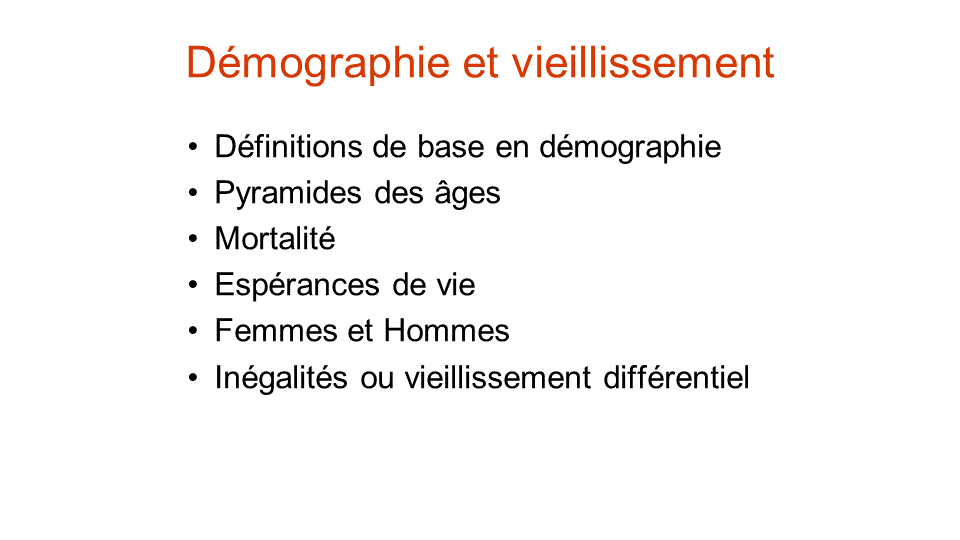 Démographie et vieillissement
• Définitions de base en démographie
• Pyramides des âges
• Mortalité
• Espérances de vie
• Femmes et Hommes
• Inégalités ou vieillissement différentiel